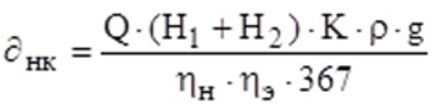 ∂нк = Q · (H₁ + H₂) · K · ρ · g / ηн · ηэ · 367